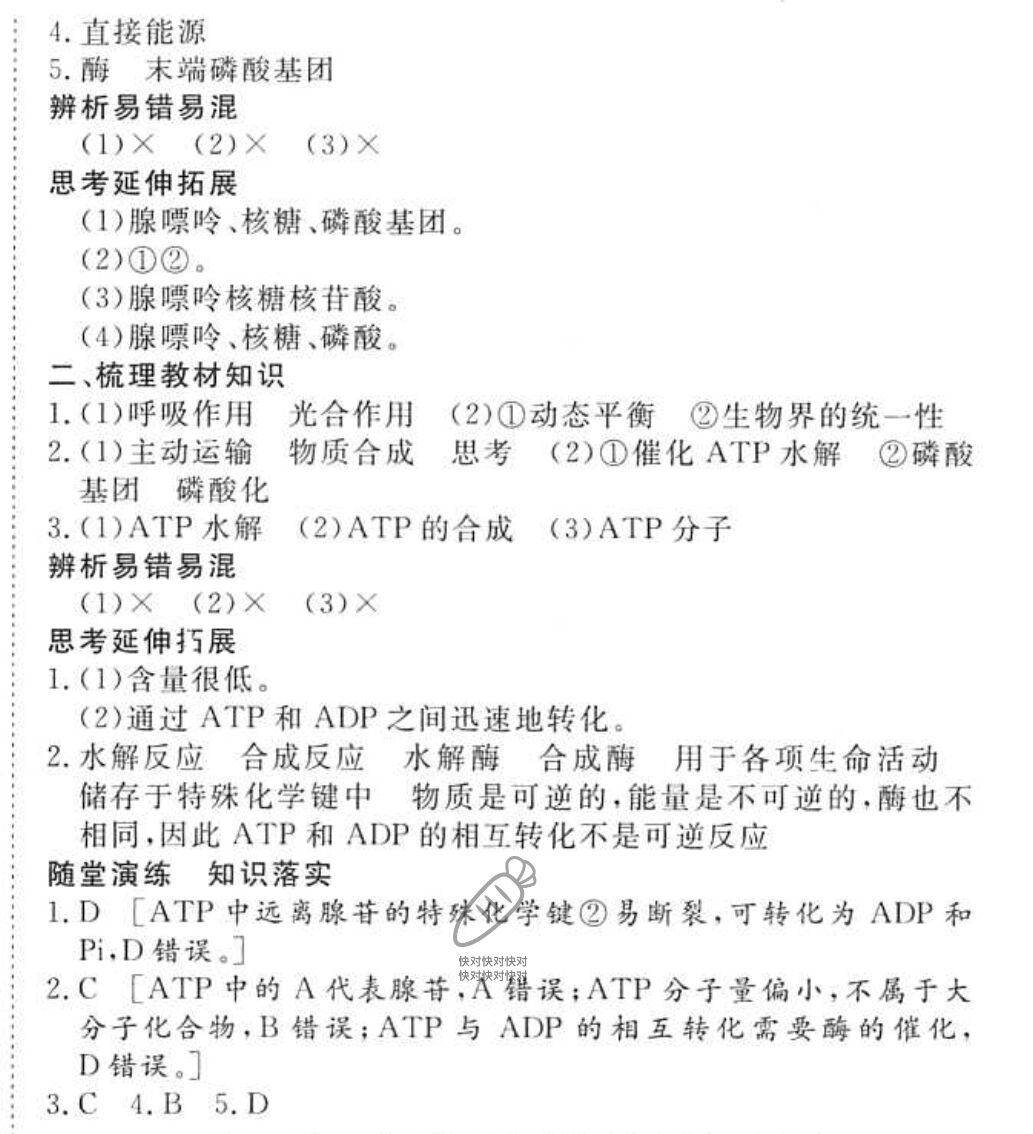 4. 直接能源
5. 酶　末端磷酸基团
辨析易错易混
(1)×　(2)×　(3)×
思考延伸拓展
(1)腺嘌呤、核糖、磷酸基团。
(2)①②。
(3)腺嘌呤核糖核苷酸。
(4)腺嘌呤、核糖、磷酸。
二、梳理教材知识
1. (1)呼吸作用　光合作用　(2)①动态平衡　②生物界的统一性
2. (1)主动运输　物质合成　思考　(2)①催化 ATP 水解　②磷酸
基团　磷酸化
3. (1)ATP 水解　(2)ATP 的合成　(3)ATP 分子
辨析易错易混
(1)×　(2)×　(3)×
思考延伸拓展
1. (1)含量很低。
(2)通过 ATP 和 ADP 之间迅速地转化。
2. 水解反应　合成反应　水解酶　合成酶　用于各项生命活动
储存于特殊化学键中　物质是可逆的,能量是不可逆的,酶也不
相同,因此 ATP 和 ADP 的相互转化不是可逆反应
随堂演练　知识落实
1. D　[ATP 中远离腺苷的特殊化学键②易断裂,可转化为 ADP 和
Pi,D 错误。]
2. C　[ATP 中的 A 代表腺苷,A 错误;ATP 分子量偏小,不属于大
分子化合物,B 错误;ATP 与 ADP 的相互转化需要酶的催化,
D 错误。]
3. C　4. B　5. D
HI
快对快对快对
快对快对快对